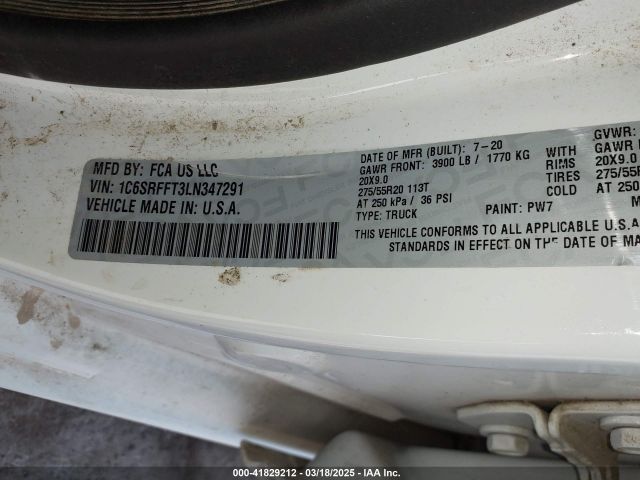 MFD BY: FCA US LLC
VIN: 1C6SRFFT3LN347291
VEHICLE MADE IN: U.S.A.
DATE OF MFR (BUILT): 7-20
GAWR FRONT: 3900 LB / 1770 KG
20X9.0
275/55R20 113T
AT 250 kPa / 36 PSI
TYPE: TRUCK
PAINT: PW7
WITH
RIMS
TIRES
COLD
GVWR:
GAWR
20X9.0
275/55R
AT 250
THIS VEHICLE CONFORMS TO ALL APPLICABLE U.S.A
STANDARDS IN EFFECT ON THE DATE OF MA
000-41829212 – 03/18/2025 – IAA Inc.